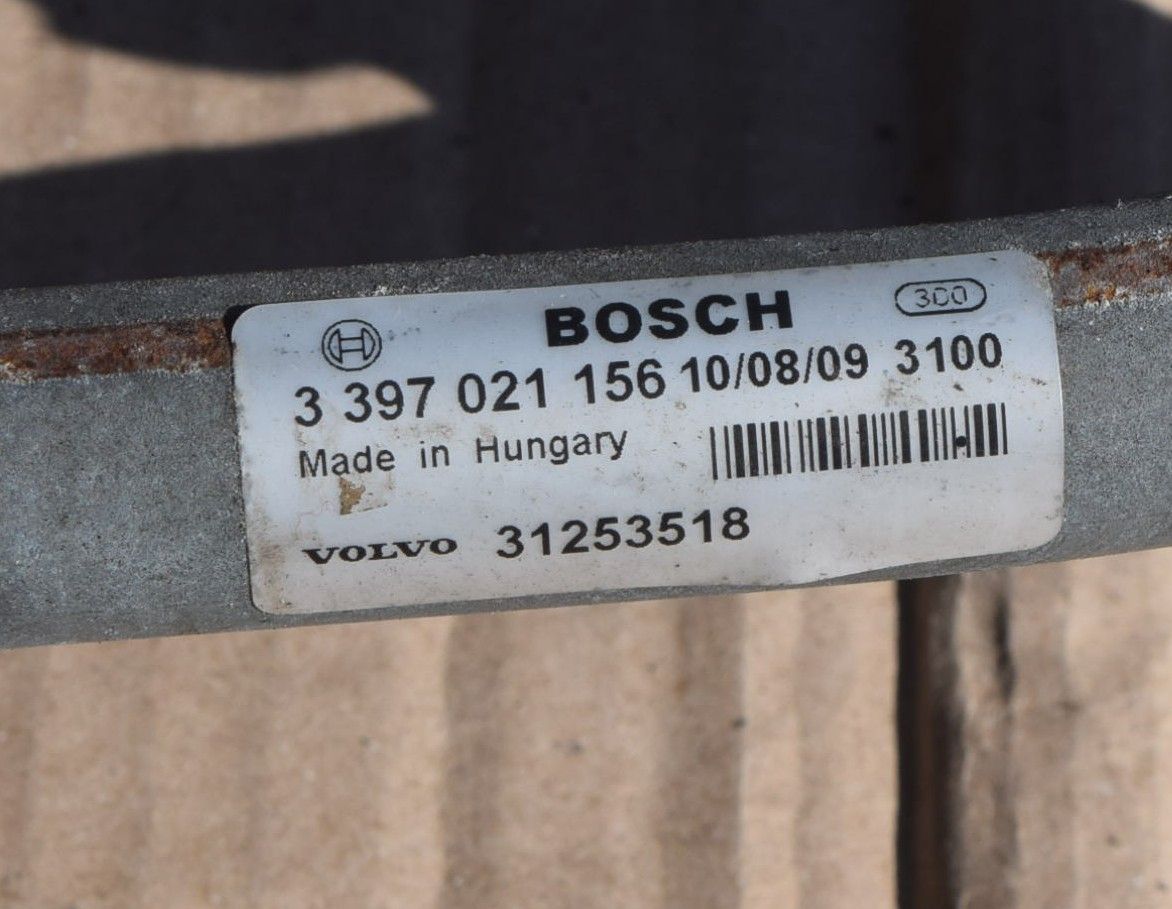 BOSCH 300
3 397 021 156 10/08/09 3100
Made in Hungary
VOLVO 31253518